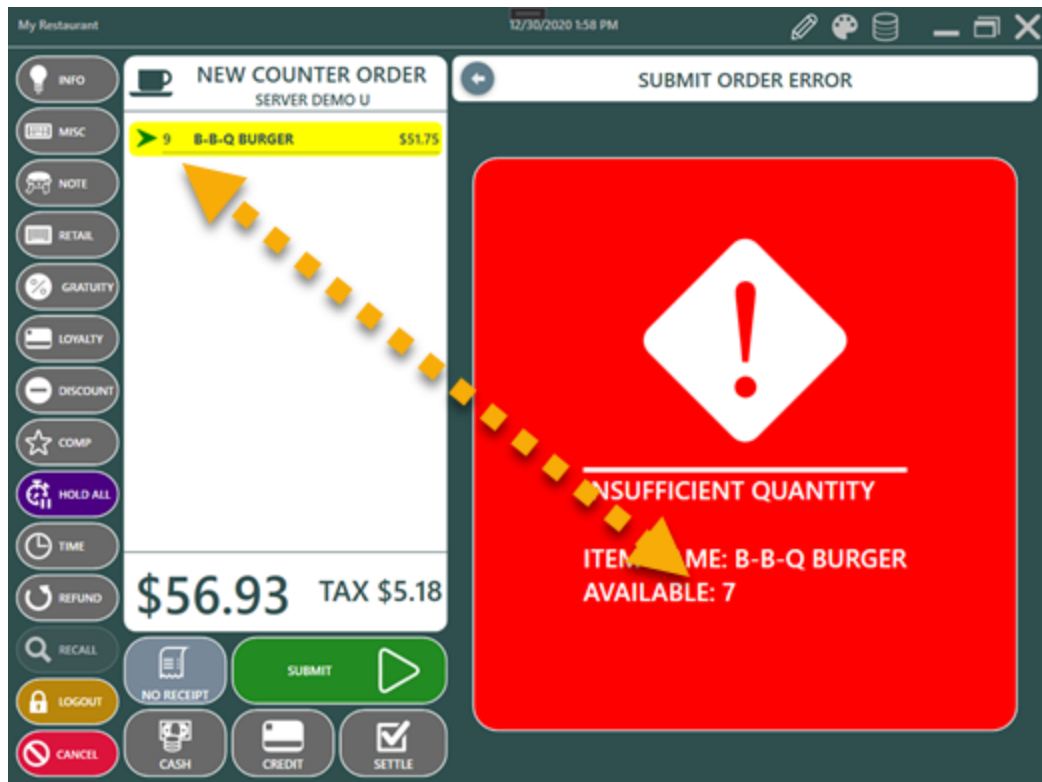 My Restaurant
12/30/2020 1:58 PM
INFO
MISC
NOTE
RETAIL
GRATUITY
LOYALTY
DISCOUNT
COMP
HOLD ALL
TIME
REFUND
RECALL
LOGOUT
CANCEL
NEW COUNTER ORDER
SERVER DEMO U
9 B-B-Q BURGER $51.75
$56.93 TAX $5.18
NO RECEIPT
SUBMIT
CASH
CREDIT
SETTLE
SUBMIT ORDER ERROR
INSUFFICIENT QUANTITY
ITEM NAME: B-B-Q BURGER
AVAILABLE: 7